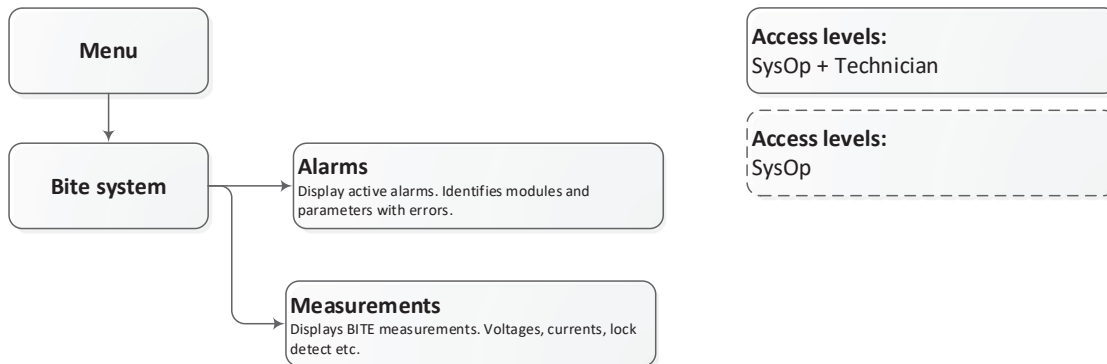 Menu
Bite system
Alarms
Display active alarms. Identifies modules and
parameters with errors.
Measurements
Displays BITE measurements. Voltages, currents, lock
detect etc.
Access levels:
SysOp + Technician
Access levels:
SysOp